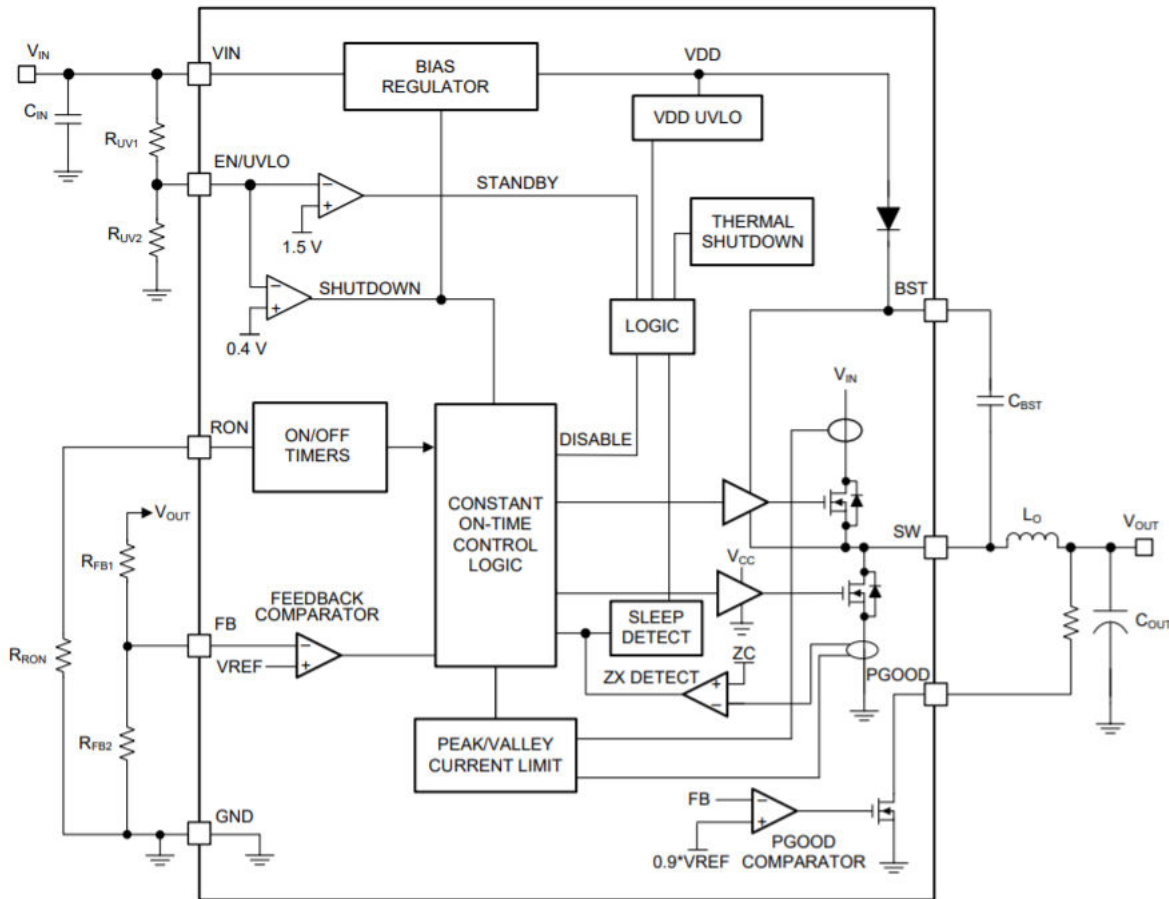 VIN
VIN
BIAS
REGULATOR
VDD
CIN
RUV1
VDD UVLO
EN/UVLO
STANDBY
RUV2
1.5 V
THERMAL
SHUTDOWN
SHUTDOWN
BST
LOGIC
0.4 V
VIN
CBST
RON
ON/OFF
TIMERS
DISABLE
CONSTANT
ON-TIME
CONTROL
LOGIC
VOUT
SW
LO
VOUT
RFB1
VCC
FEEDBACK
COMPARATOR
SLEEP
DETECT
COUT
FB
RRON
VREF
ZC
ZX DETECT
PGOOD
RFB2
PEAK/VALLEY
CURRENT LIMIT
FB
GND
0.9*VREF
PGOOD
COMPARATOR